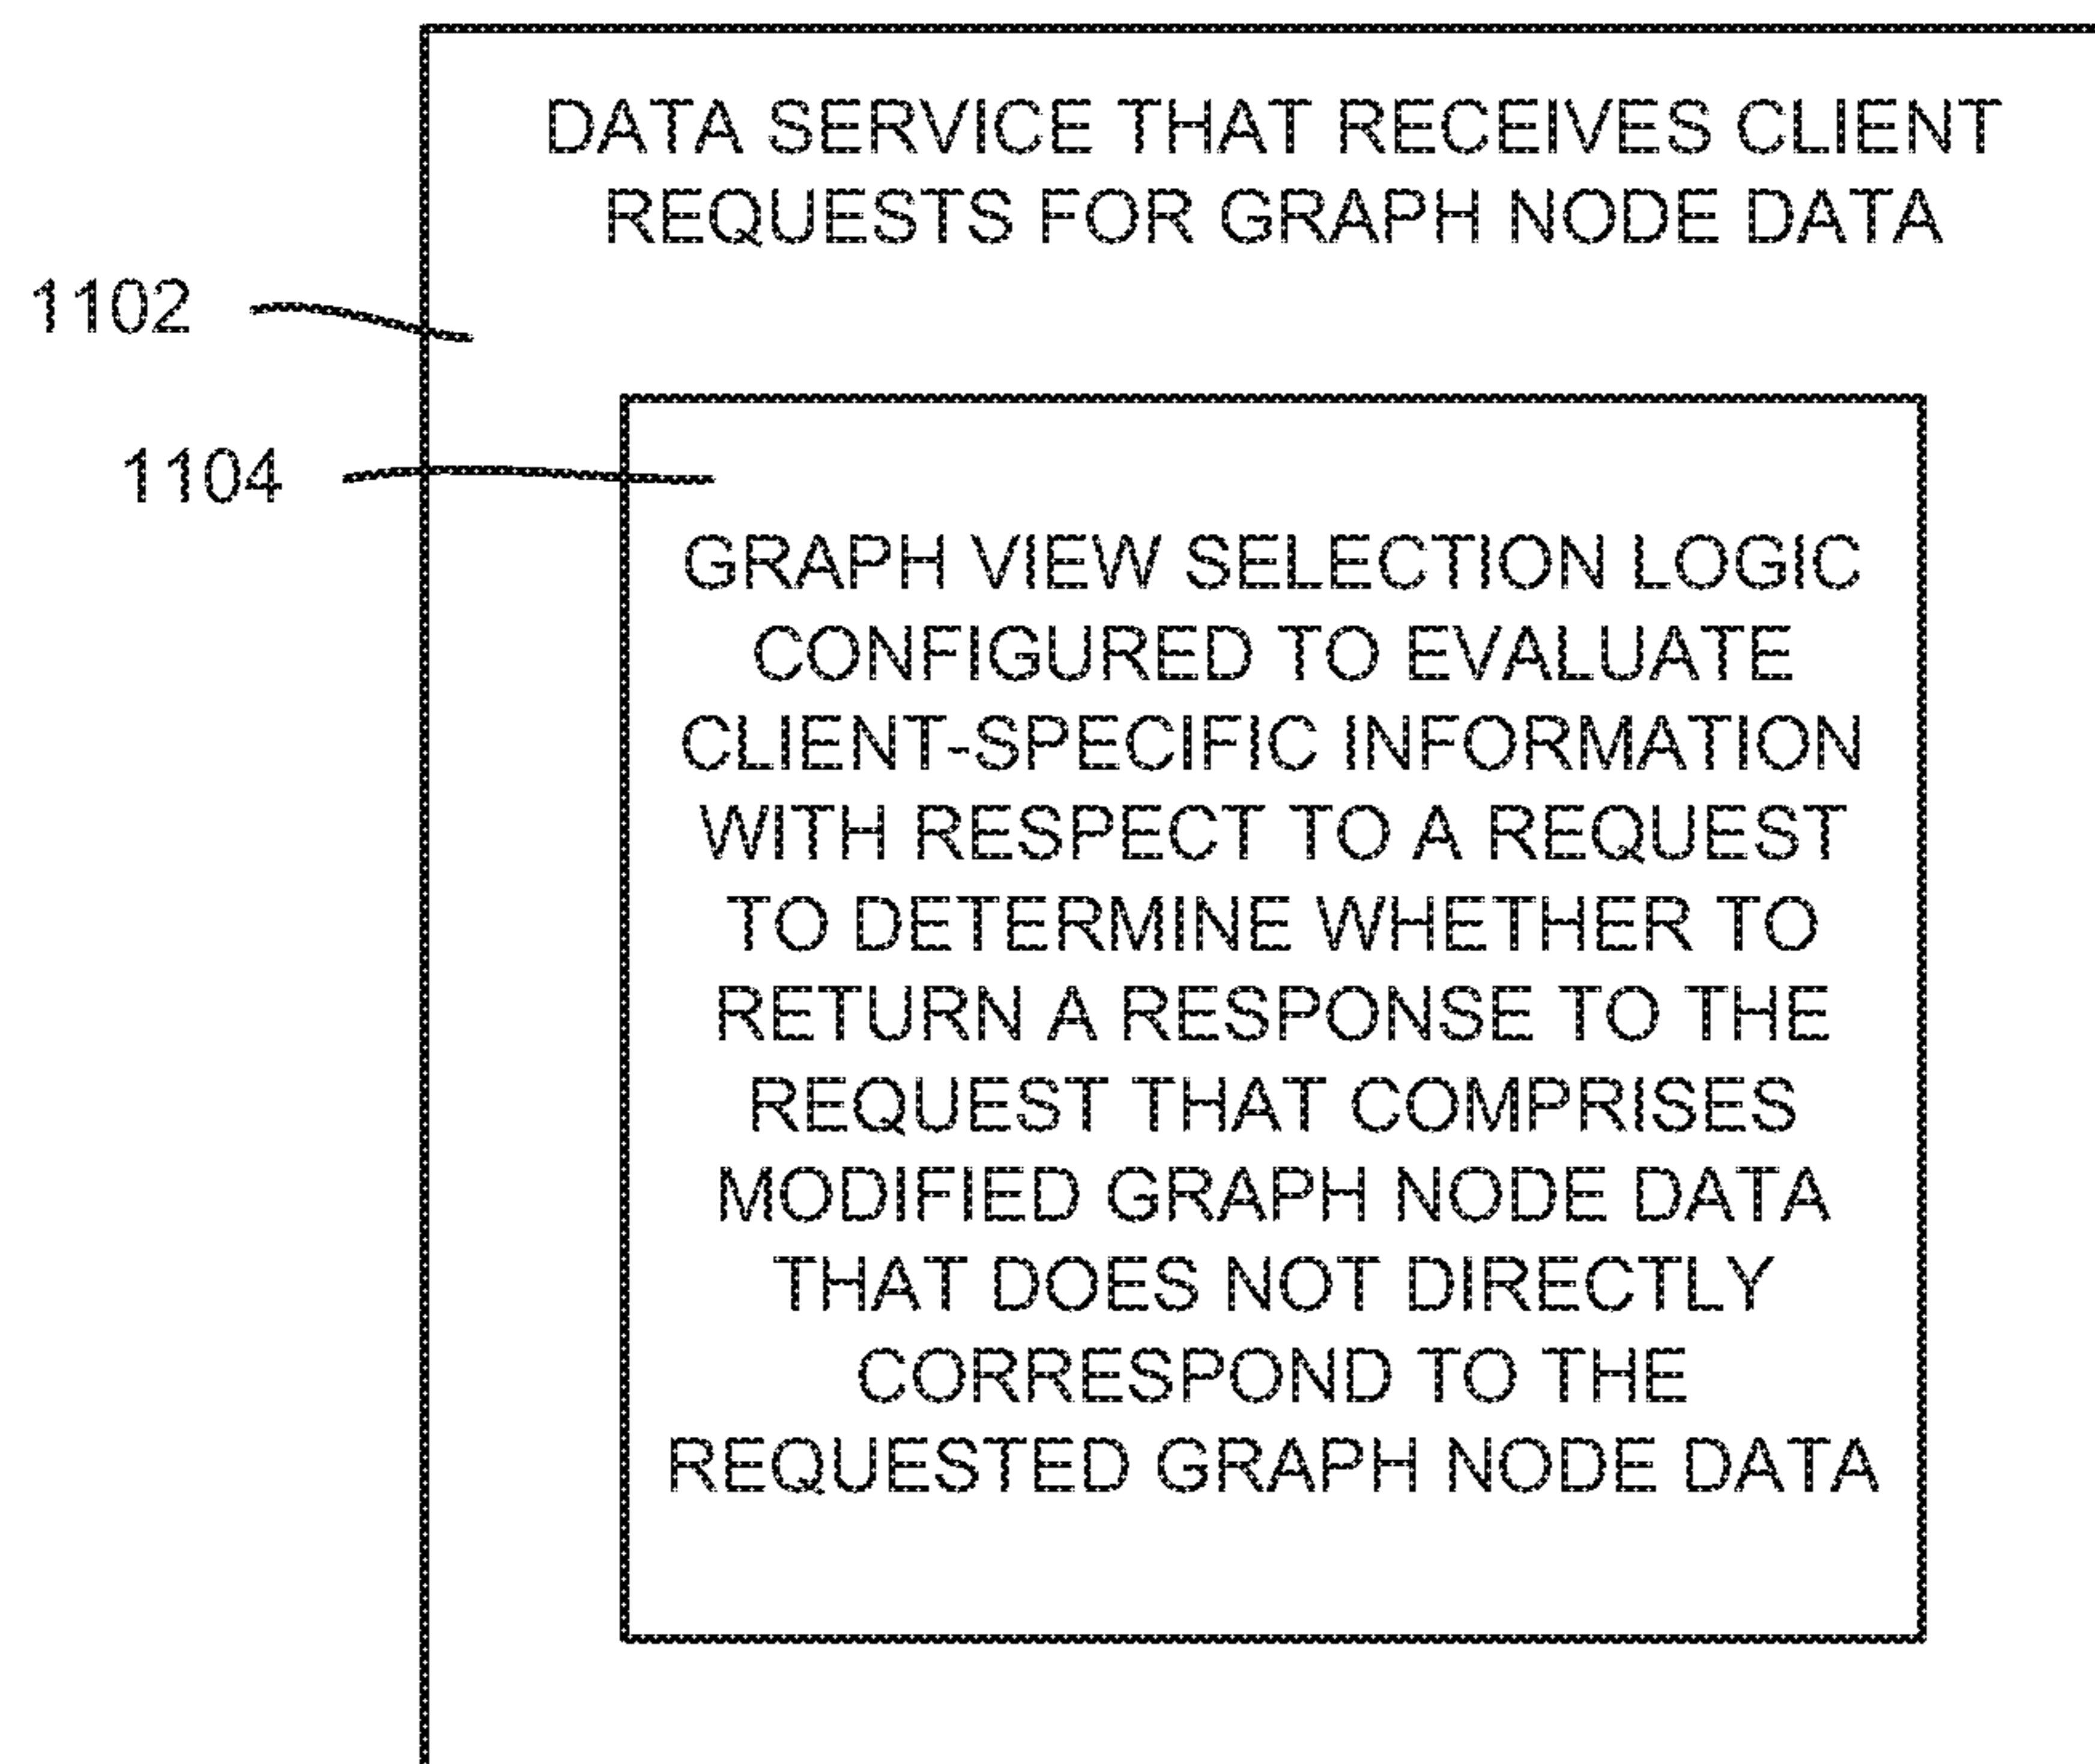 DATA SERVICE THAT RECEIVES CLIENT
REQUESTS FOR GRAPH NODE DATA
1102
1104
GRAPH VIEW SELECTION LOGIC
CONFIGURED TO EVALUATE
CLIENT-SPECIFIC INFORMATION
WITH RESPECT TO A REQUEST
TO DETERMINE WHETHER TO
RETURN A RESPONSE TO THE
REQUEST THAT COMPRISES
MODIFIED GRAPH NODE DATA
THAT DOES NOT DIRECTLY
CORRESPOND TO THE
REQUESTED GRAPH NODE DATA